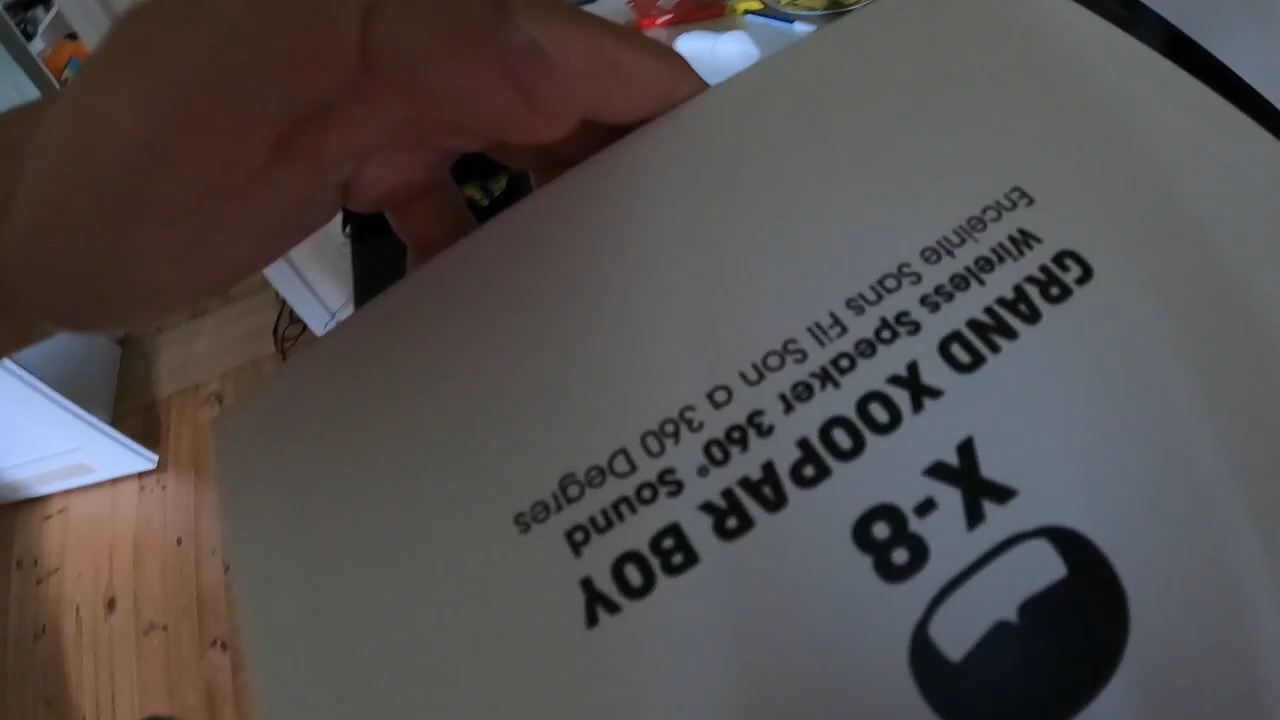 X-8
GRAND XOOPAR BOY
Wireless Speaker 360° Sound
Enceinte Sans Fil Son a 360 Degres